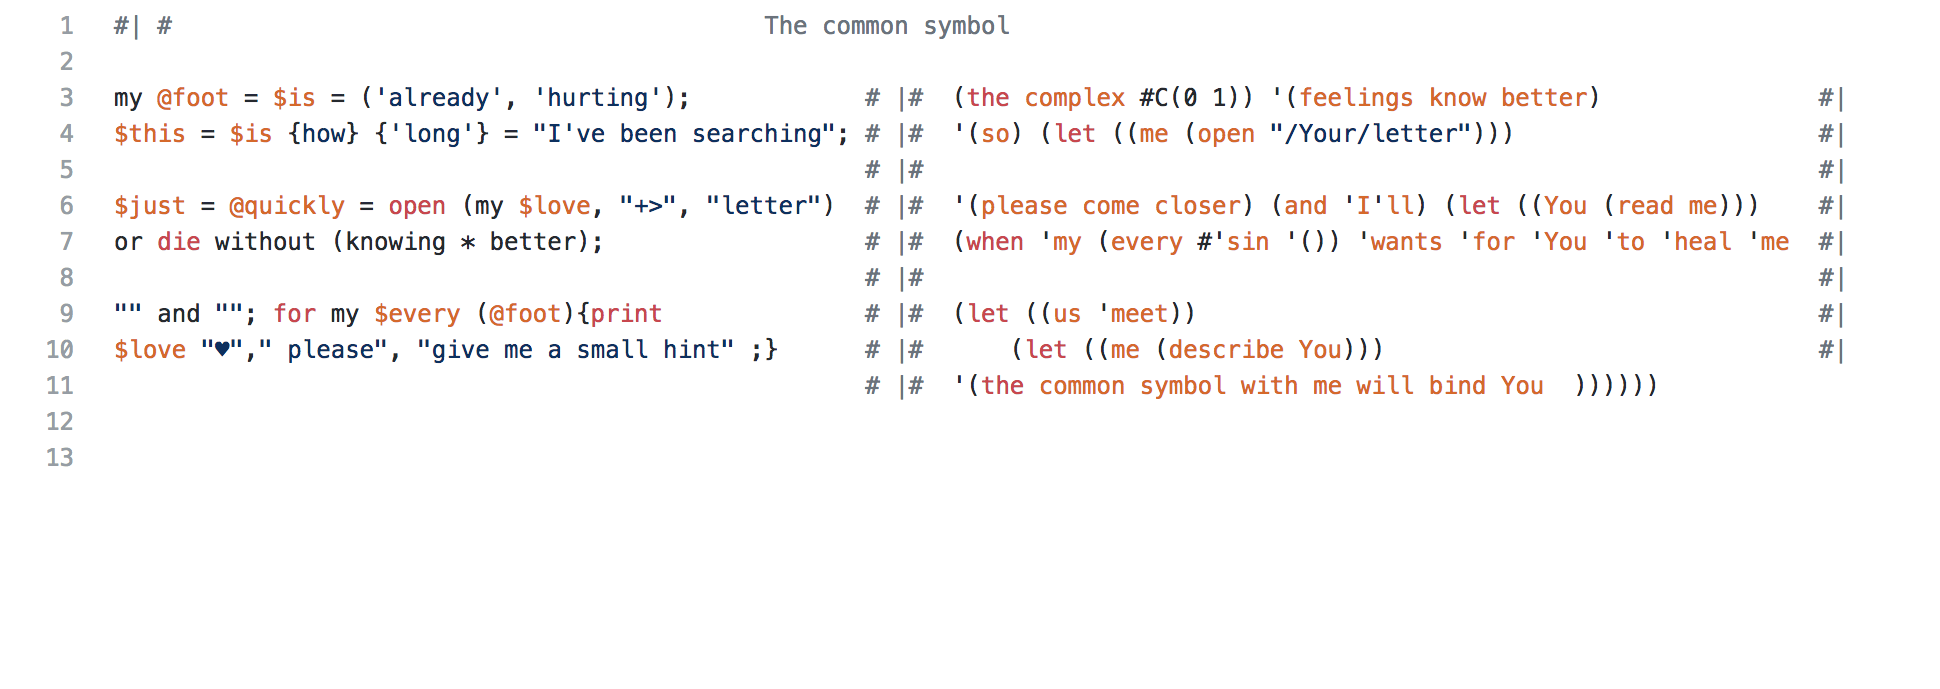 1 #| # The common symbol
2
3 my @foot = $is = ('already', 'hurting'); # |# (the complex #C(0 1)) '(feelings know better) #|
4 $this = $is {how} {'long'} = "I've been searching"; # |# '(so) (let ((me (open "/Your/letter"))) #|
5 # |# #|
6 $just = @quickly = open (my $love, "+>", "letter") # |# '(please come closer) (and 'I'll) (let ((You (read me))) #|
7 or die without (knowing * better); # |# (when 'my (every #'sin '()) 'wants 'for 'You 'to 'heal 'me #|
8 # |# #|
9 "" and ""; for my $every (@foot){print # |# (let ((us 'meet)) #|
10 $love "♥"," please", "give me a small hint" ;} # |# (let ((me (describe You))) #|
11 # |# '(the common symbol with me will bind You ))))))
12
13